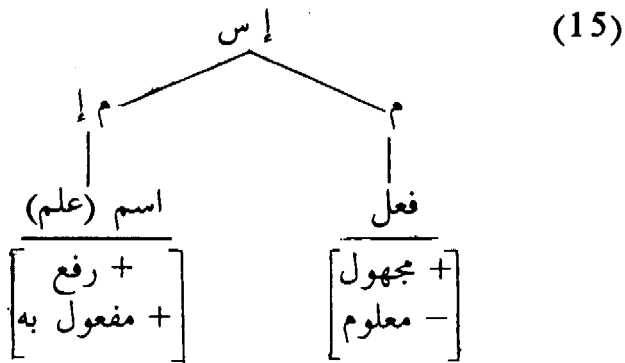 (15)
إ س
م م إ
فعل اسم (علم)
[+ مجهول] [+ رفع]
[- معلوم] [+ مفعول به]